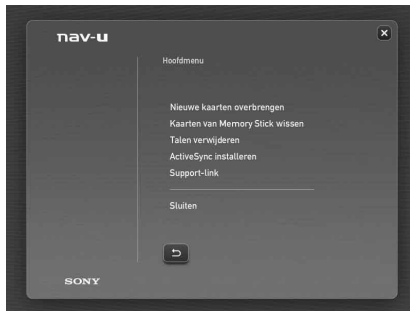 nav-u
Hoofdmenu
Nieuwe kaarten overbrengen
Kaarten van Memory Stick wissen
Talen verwijderen
ActiveSync installeren
Support-link
Sluiten
SONY